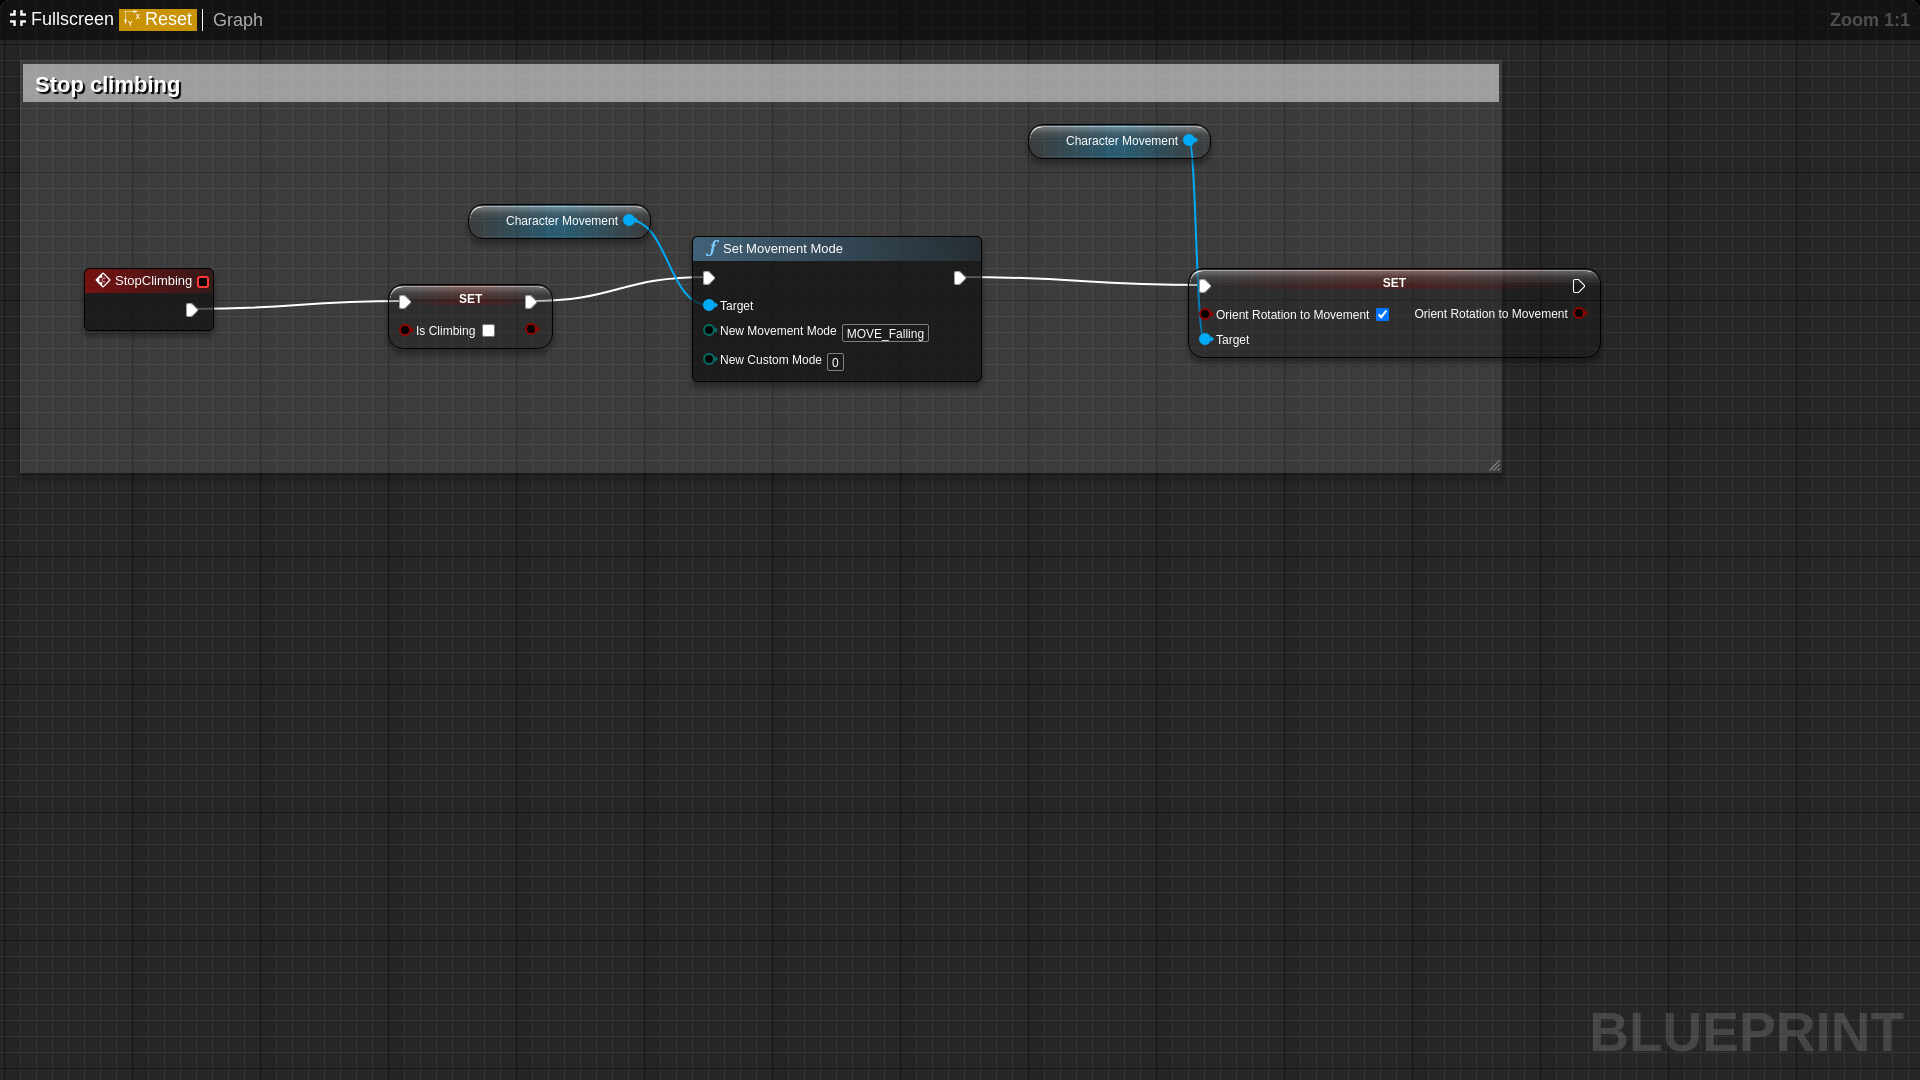 Fullscreen Reset Graph Zoom 1:1
Stop climbing
Character Movement
Character Movement
Set Movement Mode
StopClimbing
SET
Is Climbing
Target
New Movement Mode MOVE_Falling
New Custom Mode 0
SET
Orient Rotation to Movement Orient Rotation to Movement
Target
BLUEPRINT